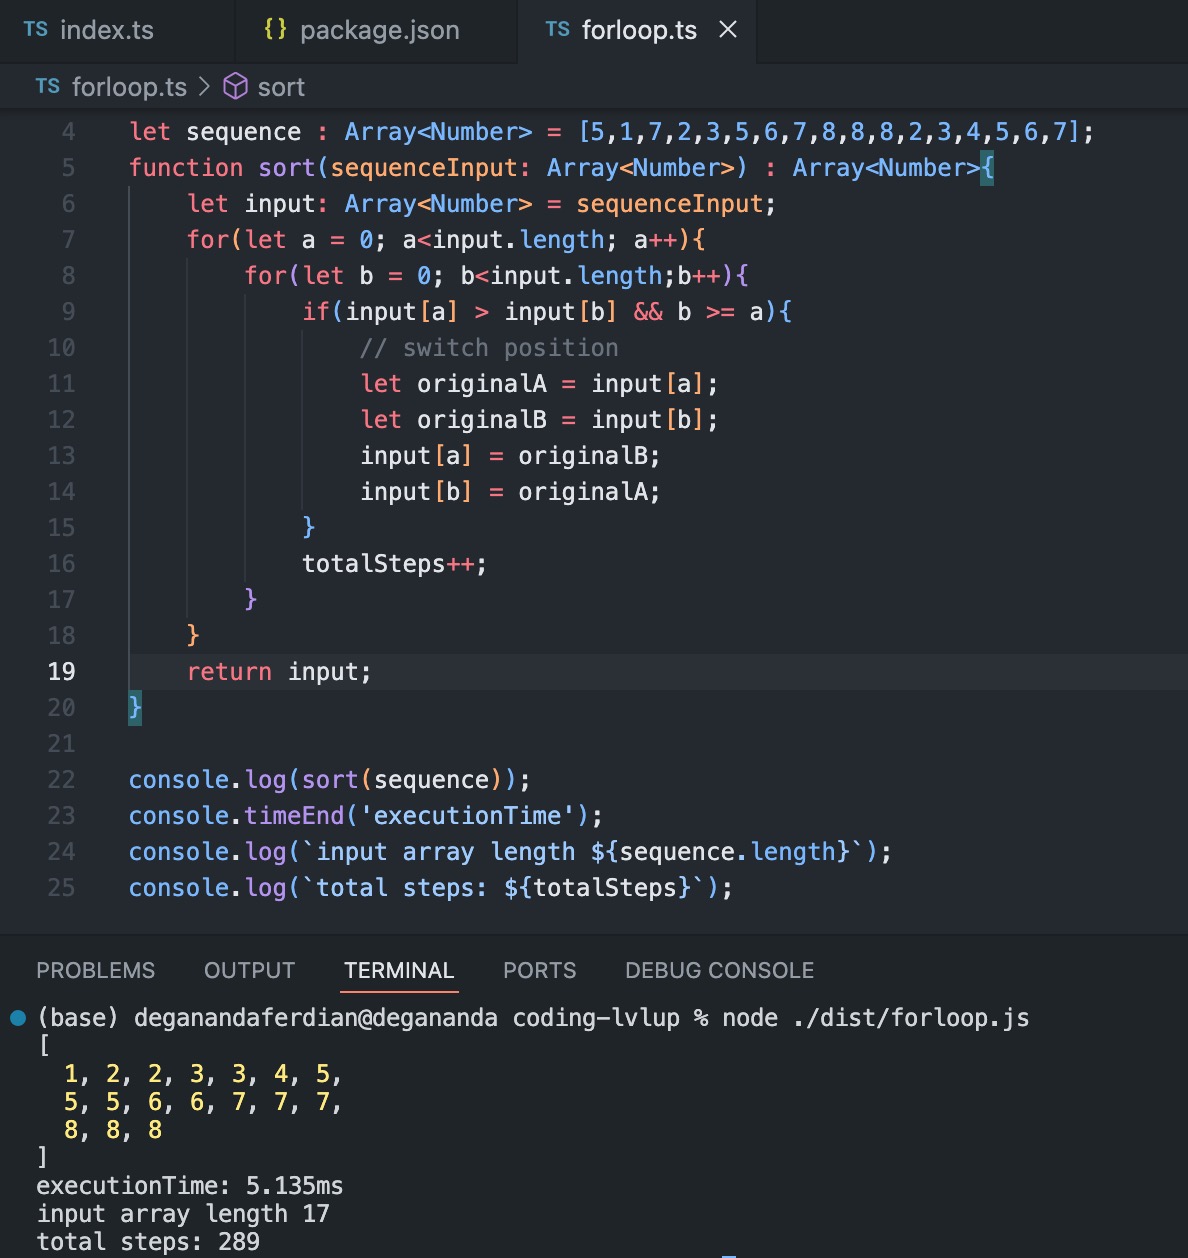 TS index.ts {} package.json TS forloop.ts ×
TS forloop.ts > sort
4 let sequence : Array<Number> = [5,1,7,2,3,5,6,7,8,8,8,2,3,4,5,6,7];
5 function sort(sequenceInput: Array<Number>) : Array<Number>{
6     let input: Array<Number> = sequenceInput;
7     for(let a = 0; a<input.length; a++){
8         for(let b = 0; b<input.length;b++){
9             if(input[a] > input[b] && b >= a){
10                 // switch position
11                 let originalA = input[a];
12                 let originalB = input[b];
13                 input[a] = originalB;
14                 input[b] = originalA;
15             }
16             totalSteps++;
17         }
18     }
19     return input;
20 }
21
22 console.log(sort(sequence));
23 console.timeEnd('executionTime');
24 console.log(`input array length ${sequence.length}`);
25 console.log(`total steps: ${totalSteps}`);
PROBLEMS OUTPUT TERMINAL PORTS DEBUG CONSOLE
(base) deganandaferdian@degananda coding-lvlup % node ./dist/forloop.js
[
  1, 2, 2, 3, 3, 4, 5,
  5, 5, 6, 6, 7, 7, 7,
  8, 8, 8
]
executionTime: 5.135ms
input array length 17
total steps: 289